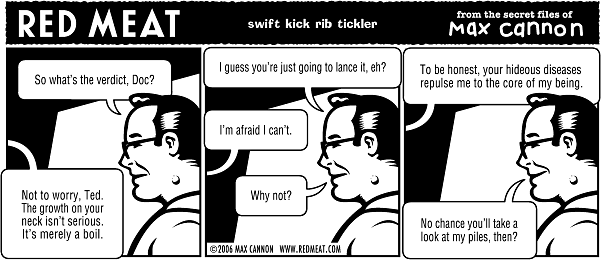 RED MEAT
swift kick rib tickler
from the secret files of
Max cannon
So what's the verdict, Doc?
Not to worry, Ted.
The growth on your
neck isn't serious.
It's merely a boil.
I guess you're just going to lance it, eh?
I'm afraid I can't.
Why not?
©2006 MAX CANNON WWW.REDMEAT.COM
To be honest, your hideous diseases
repulse me to the core of my being.
No chance you'll take a
look at my piles, then?